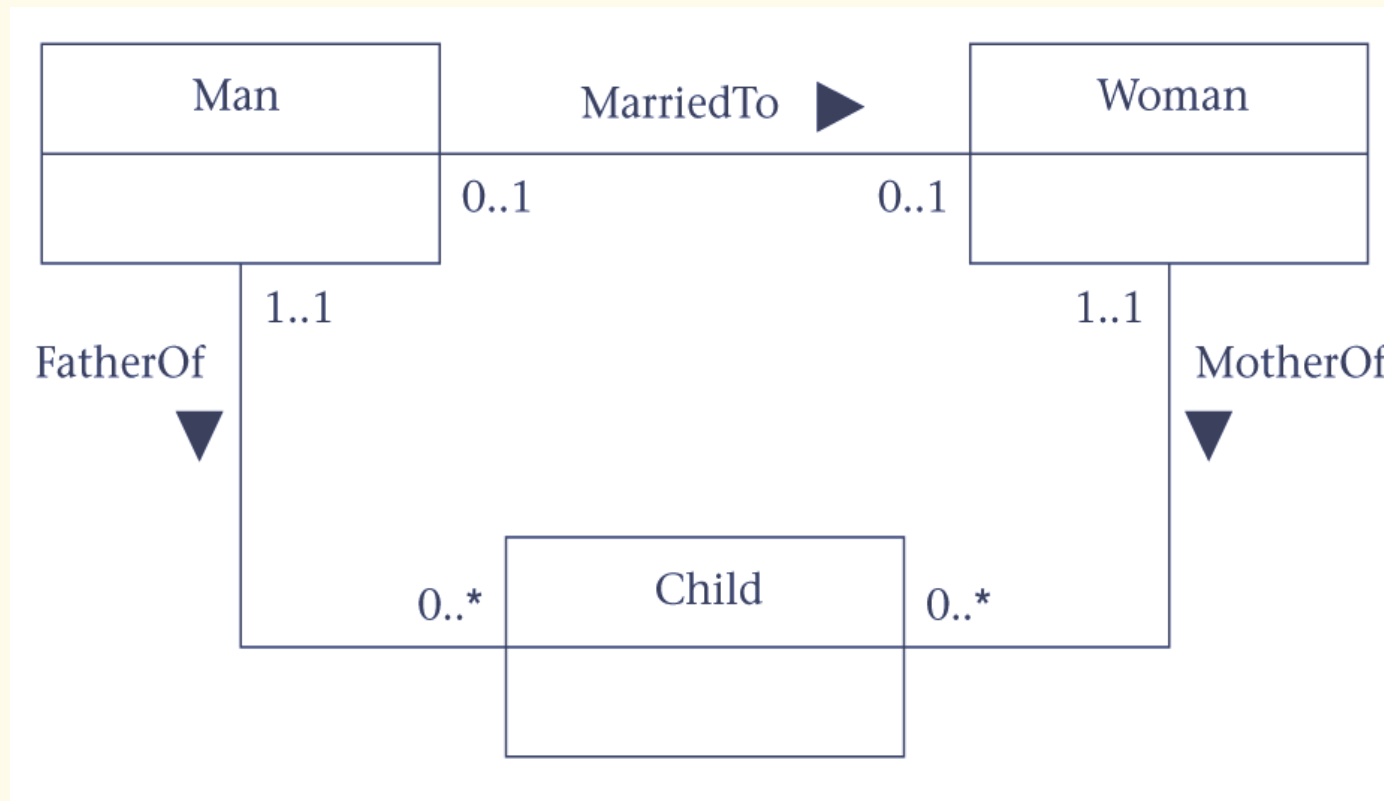 Man
MarriedTo
Woman
0..1
0..1
1..1
1..1
FatherOf
MotherOf
0..*
Child
0..*